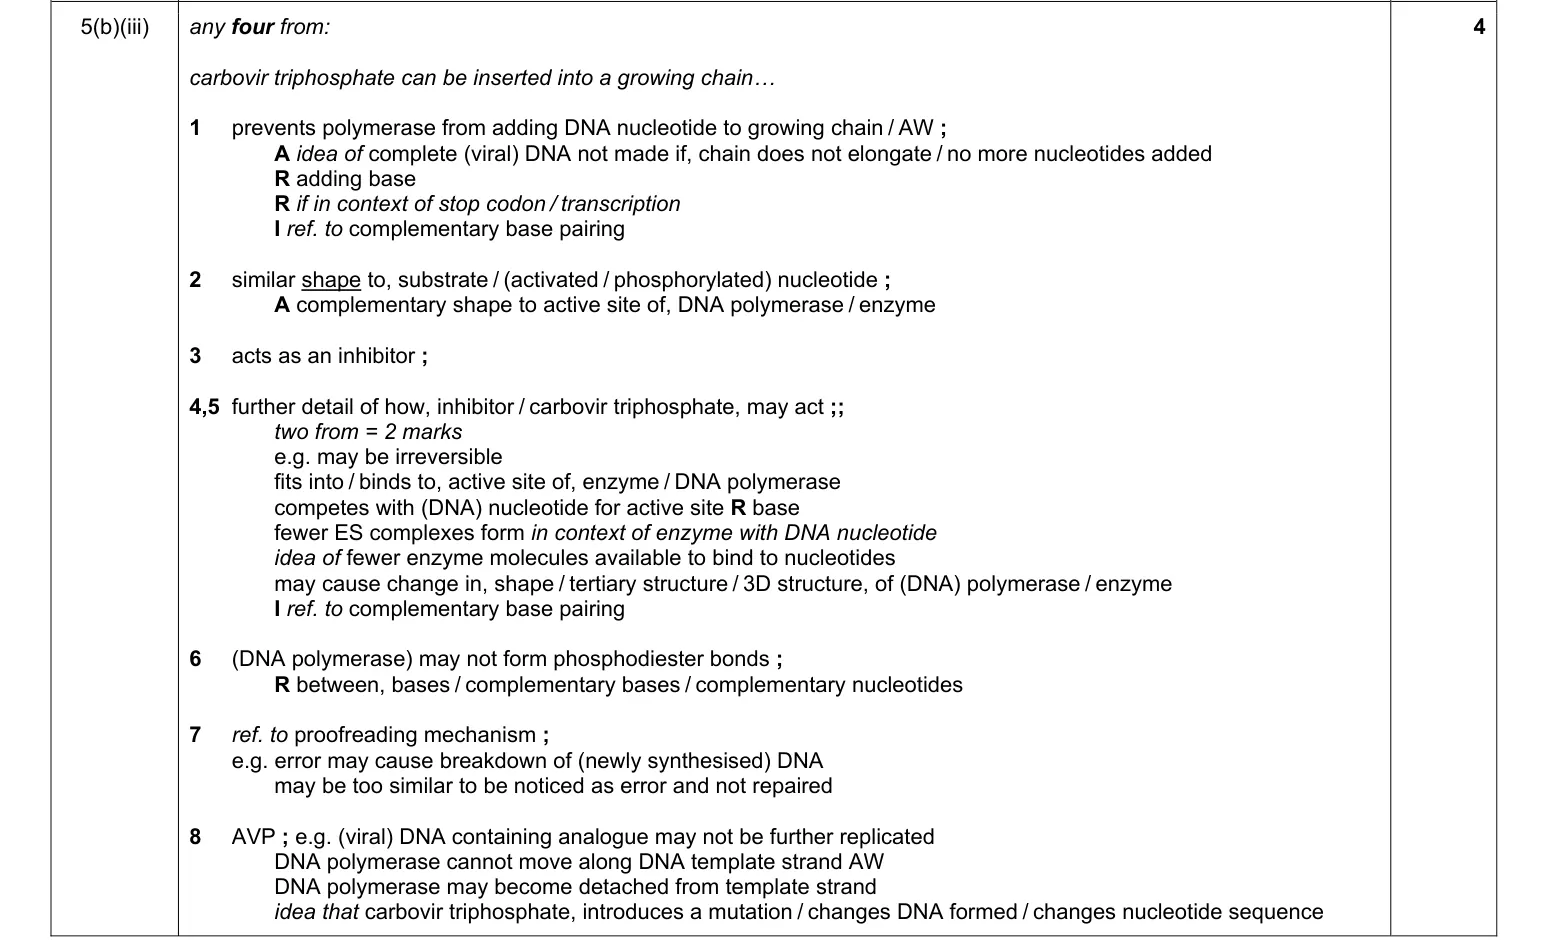 5(b)(iii) any four from: 4
carbovir triphosphate can be inserted into a growing chain…
1 prevents polymerase from adding DNA nucleotide to growing chain / AW ;
A idea of complete (viral) DNA not made if, chain does not elongate / no more nucleotides added
R adding base
R if in context of stop codon / transcription
I ref. to complementary base pairing
2 similar shape to, substrate / (activated / phosphorylated) nucleotide ;
A complementary shape to active site of, DNA polymerase / enzyme
3 acts as an inhibitor ;
4,5 further detail of how, inhibitor / carbovir triphosphate, may act ;;
two from = 2 marks
e.g. may be irreversible
fits into / binds to, active site of, enzyme / DNA polymerase
competes with (DNA) nucleotide for active site R base
fewer ES complexes form in context of enzyme with DNA nucleotide
idea of fewer enzyme molecules available to bind to nucleotides
may cause change in, shape / tertiary structure / 3D structure, of (DNA) polymerase / enzyme
I ref. to complementary base pairing
6 (DNA polymerase) may not form phosphodiester bonds ;
R between, bases / complementary bases / complementary nucleotides
7 ref. to proofreading mechanism ;
e.g. error may cause breakdown of (newly synthesised) DNA
may be too similar to be noticed as error and not repaired
8 AVP ; e.g. (viral) DNA containing analogue may not be further replicated
DNA polymerase cannot move along DNA template strand AW
DNA polymerase may become detached from template strand
idea that carbovir triphosphate, introduces a mutation / changes DNA formed / changes nucleotide sequence